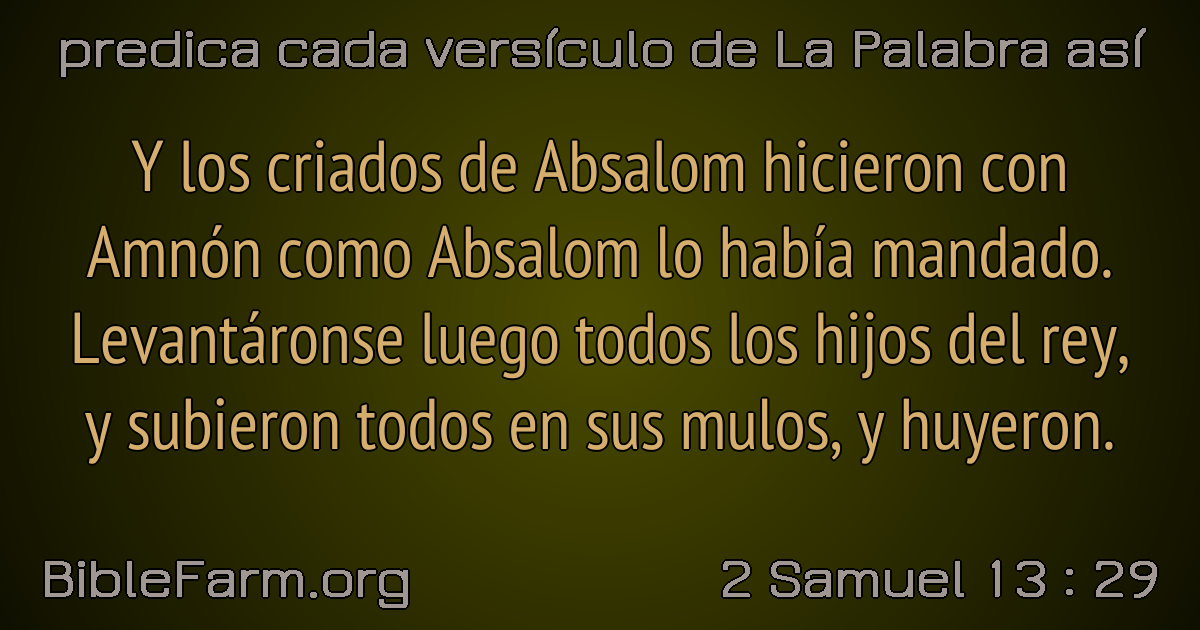 predica cada versículo de La Palabra así
Y los criados de Absalom hicieron con
Amnón como Absalom lo había mandado.
Levantáronse luego todos los hijos del rey,
y subieron todos en sus mulos, y huyeron.
BibleFarm.org
2 Samuel 13 : 29